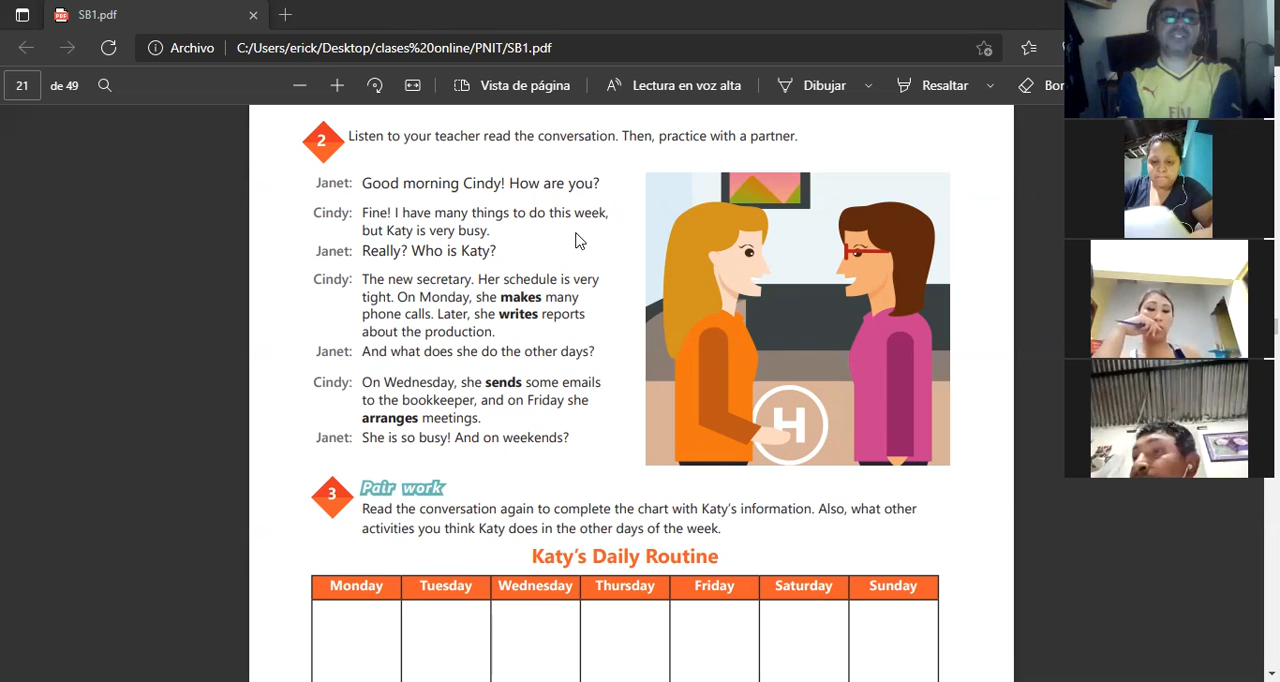 SB1.pdf
Archivo
C:/Users/erick/Desktop/clases%20online/PNIT/SB1.pdf
21 de 49
Vista de página
Lectura en voz alta
Dibujar
Resaltar
Bor
2 Listen to your teacher read the conversation. Then, practice with a partner.
Janet: Good morning Cindy! How are you?
Cindy: Fine! I have many things to do this week,
but Katy is very busy.
Janet: Really? Who is Katy?
Cindy: The new secretary. Her schedule is very
tight. On Monday, she makes many
phone calls. Later, she writes reports
about the production.
Janet: And what does she do the other days?
Cindy: On Wednesday, she sends some emails
to the bookkeeper, and on Friday she
arranges meetings.
Janet: She is so busy! And on weekends?
H
3 Pair work
Read the conversation again to complete the chart with Katy's information. Also, what other
activities you think Katy does in the other days of the week.
Katy's Daily Routine
Monday Tuesday Wednesday Thursday Friday Saturday Sunday